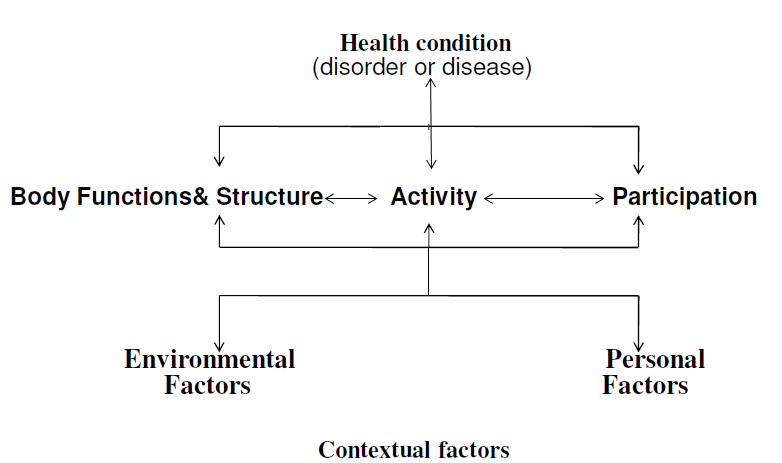 Health condition
(disorder or disease)
Body Functions& Structure Activity Participation
Environmental Factors
Personal Factors
Contextual factors